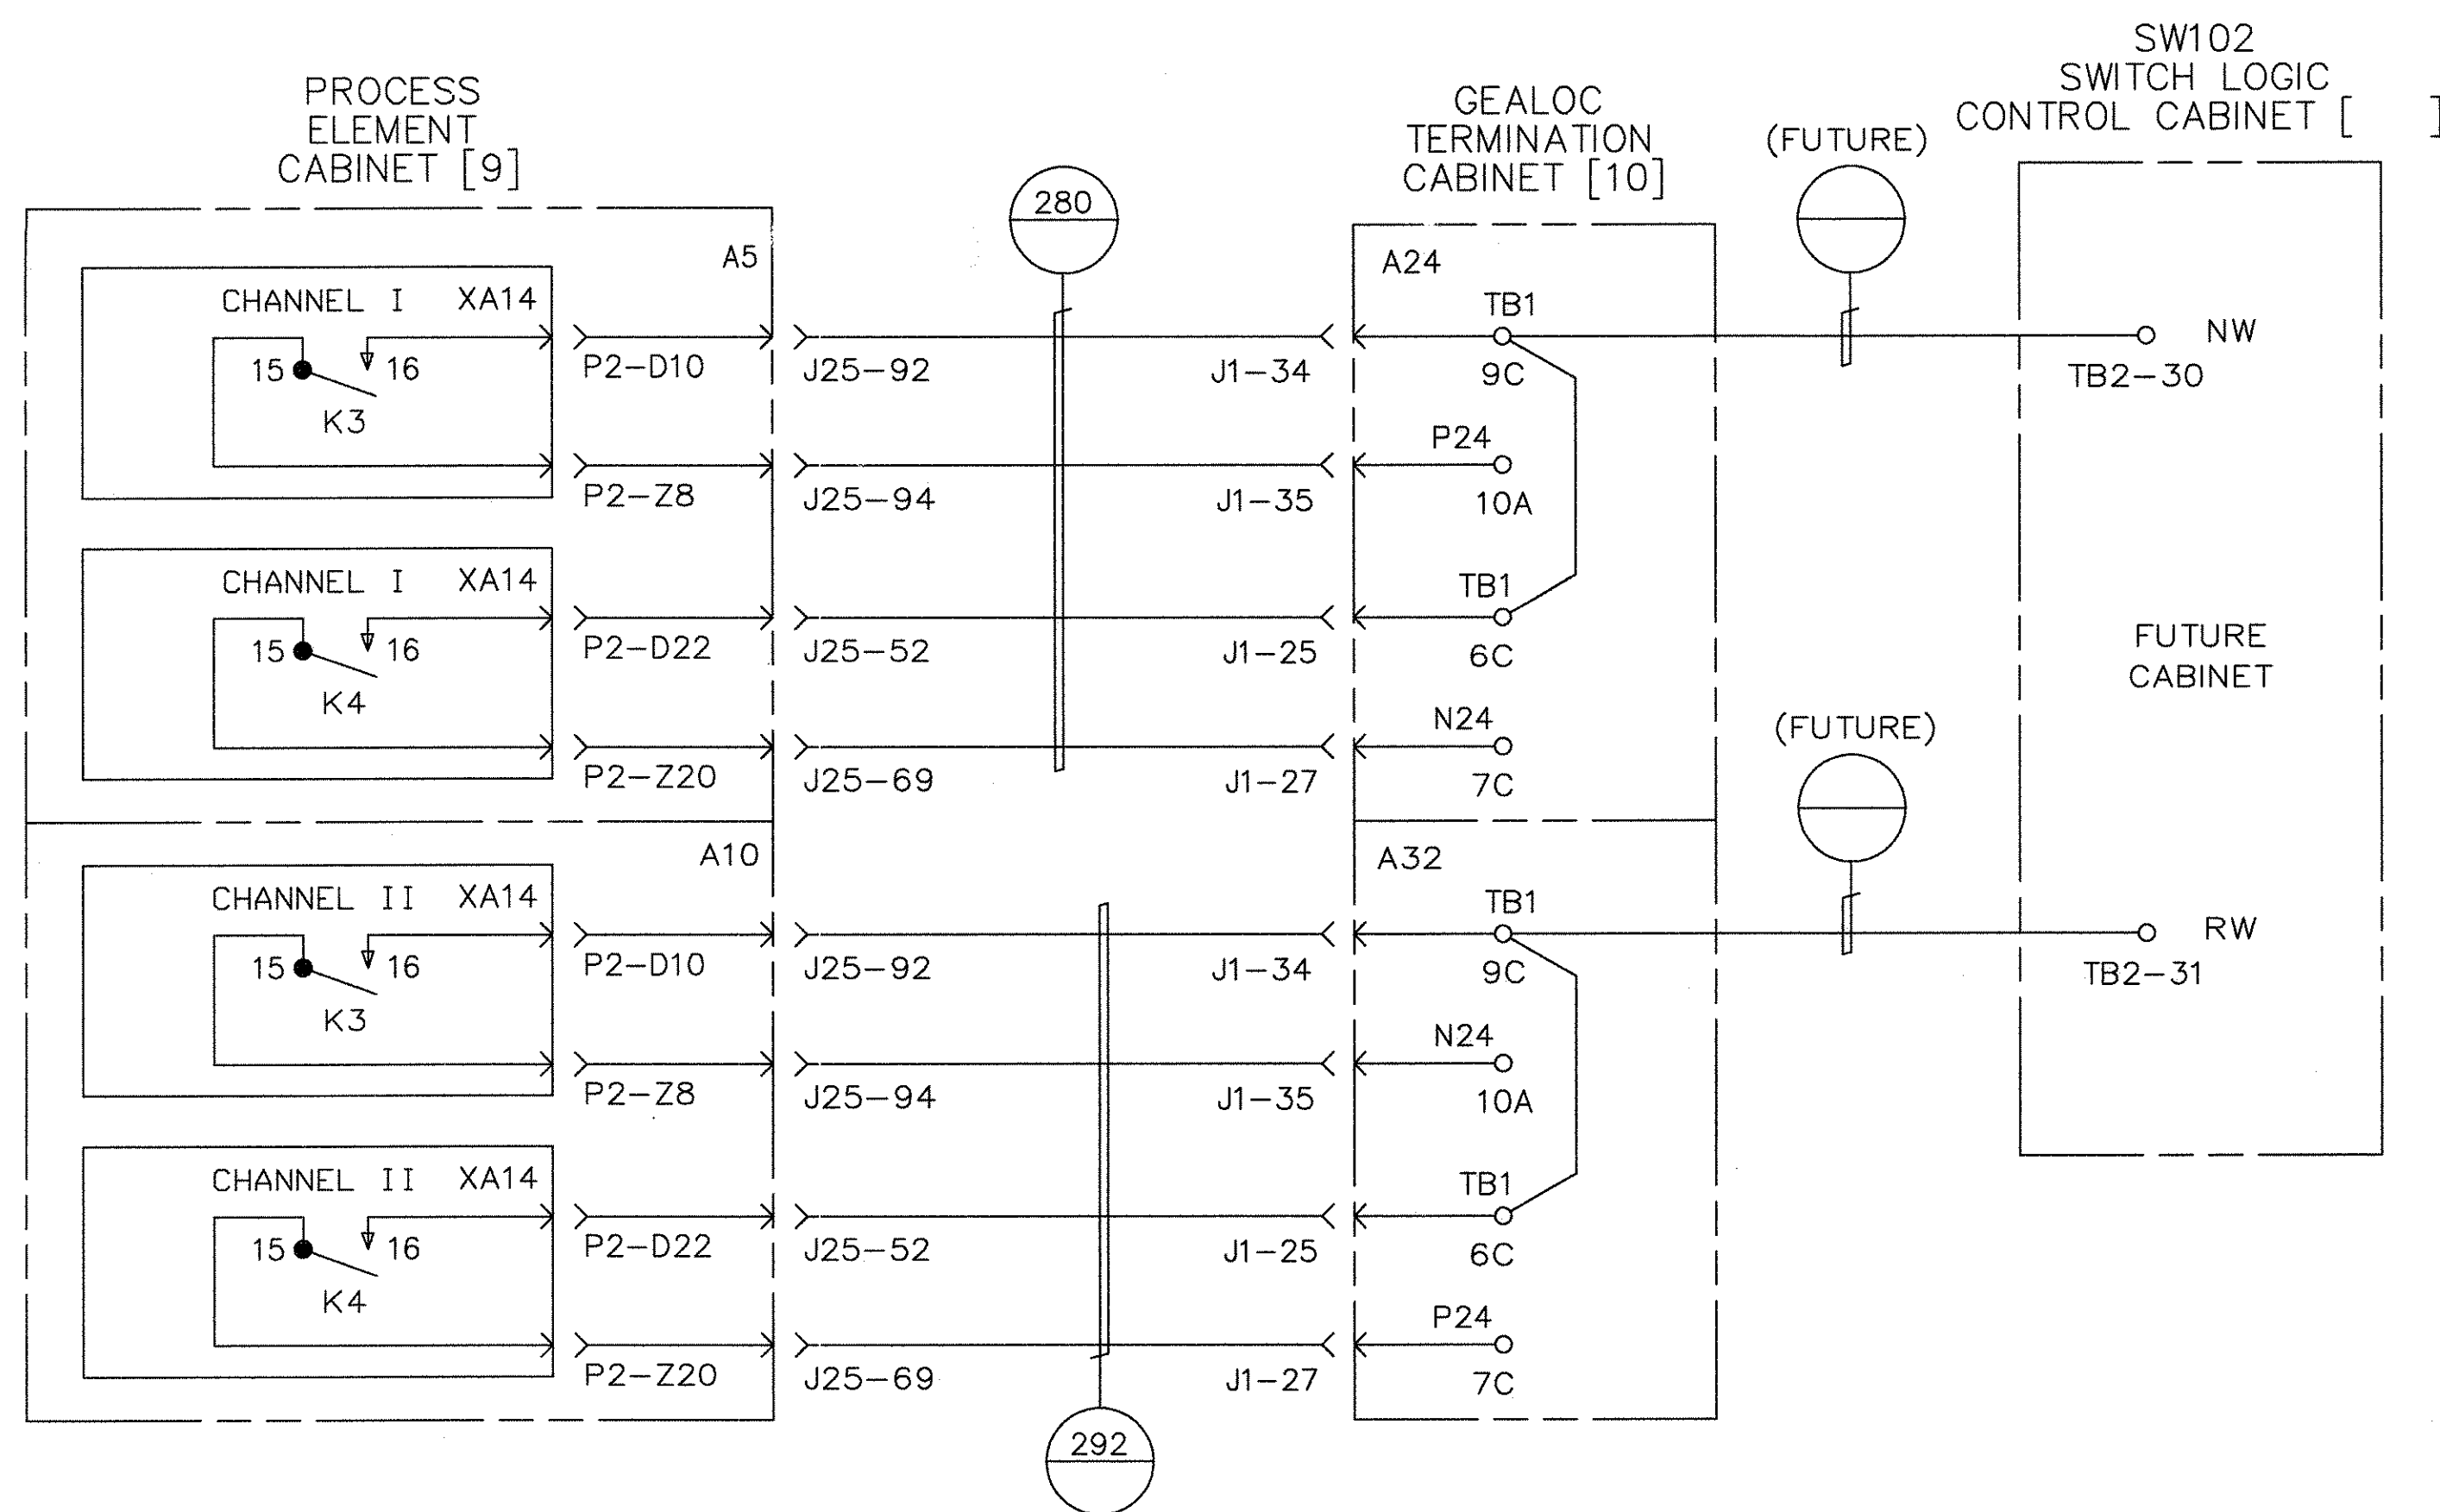 PROCESS
ELEMENT
CABINET [9]
280
GEALOC
TERMINATION
CABINET [10]
(FUTURE)
SW102
SWITCH LOGIC
CONTROL CABINET [ ]
A5
CHANNEL I XA14
15 16
K3
P2-D10
J25-92
J1-34
P2-Z8
J25-94
J1-35
A24
TB1
9C
P24
10A
NW
TB2-30
CHANNEL I XA14
15 16
K4
P2-D22
J25-52
J1-25
P2-Z20
J25-69
J1-27
TB1
6C
N24
7C
FUTURE
CABINET
(FUTURE)
A10
CHANNEL II XA14
15 16
K3
P2-D10
J25-92
J1-34
P2-Z8
J25-94
J1-35
A32
TB1
9C
N24
10A
RW
TB2-31
CHANNEL II XA14
15 16
K4
P2-D22
J25-52
J1-25
P2-Z20
J25-69
J1-27
TB1
6C
P24
7C
292